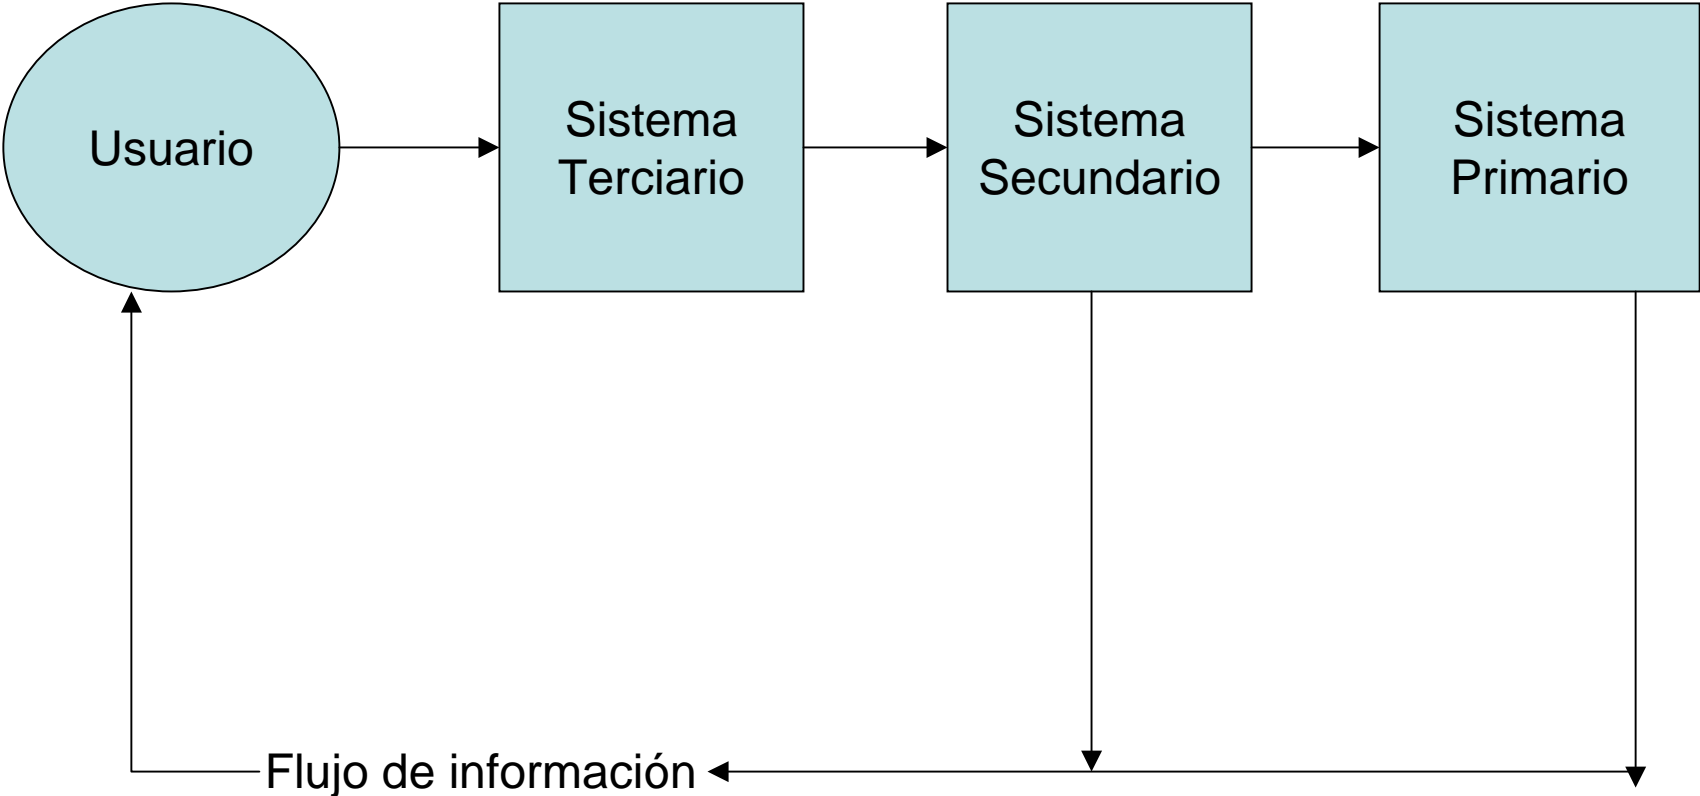 Usuario
Sistema
Terciario
Sistema
Secundario
Sistema
Primario
Flujo de información